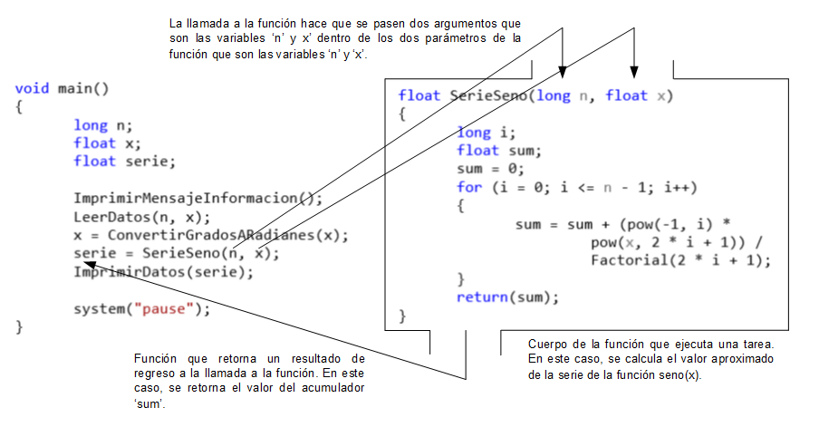 La llamada a la función hace que se pasen dos argumentos que
son las variables ‘n’ y x’ dentro de los dos parámetros de la
función que son las variables ‘n’ y ‘x’.
void main()
{
long n;
float x;
float serie;
ImprimirMensajeInformacion();
LeerDatos(n, x);
x = ConvertirGradosARadianes(x);
serie = SerieSeno(n, x);
ImprimirDatos(serie);
system("pause");
}
float SerieSeno(long n, float x)
{
long i;
float sum;
sum = 0;
for (i = 0; i <= n - 1; i++)
{
sum = sum + (pow(-1, i) *
pow(x, 2 * i + 1)) /
Factorial(2 * i + 1);
}
return(sum);
}
Función que retorna un resultado de
regreso a la llamada a la función. En este
caso, se retorna el valor del acumulador
‘sum’.
Cuerpo de la función que ejecuta una tarea.
En este caso, se calcula el valor aproximado
de la serie de la función seno(x).